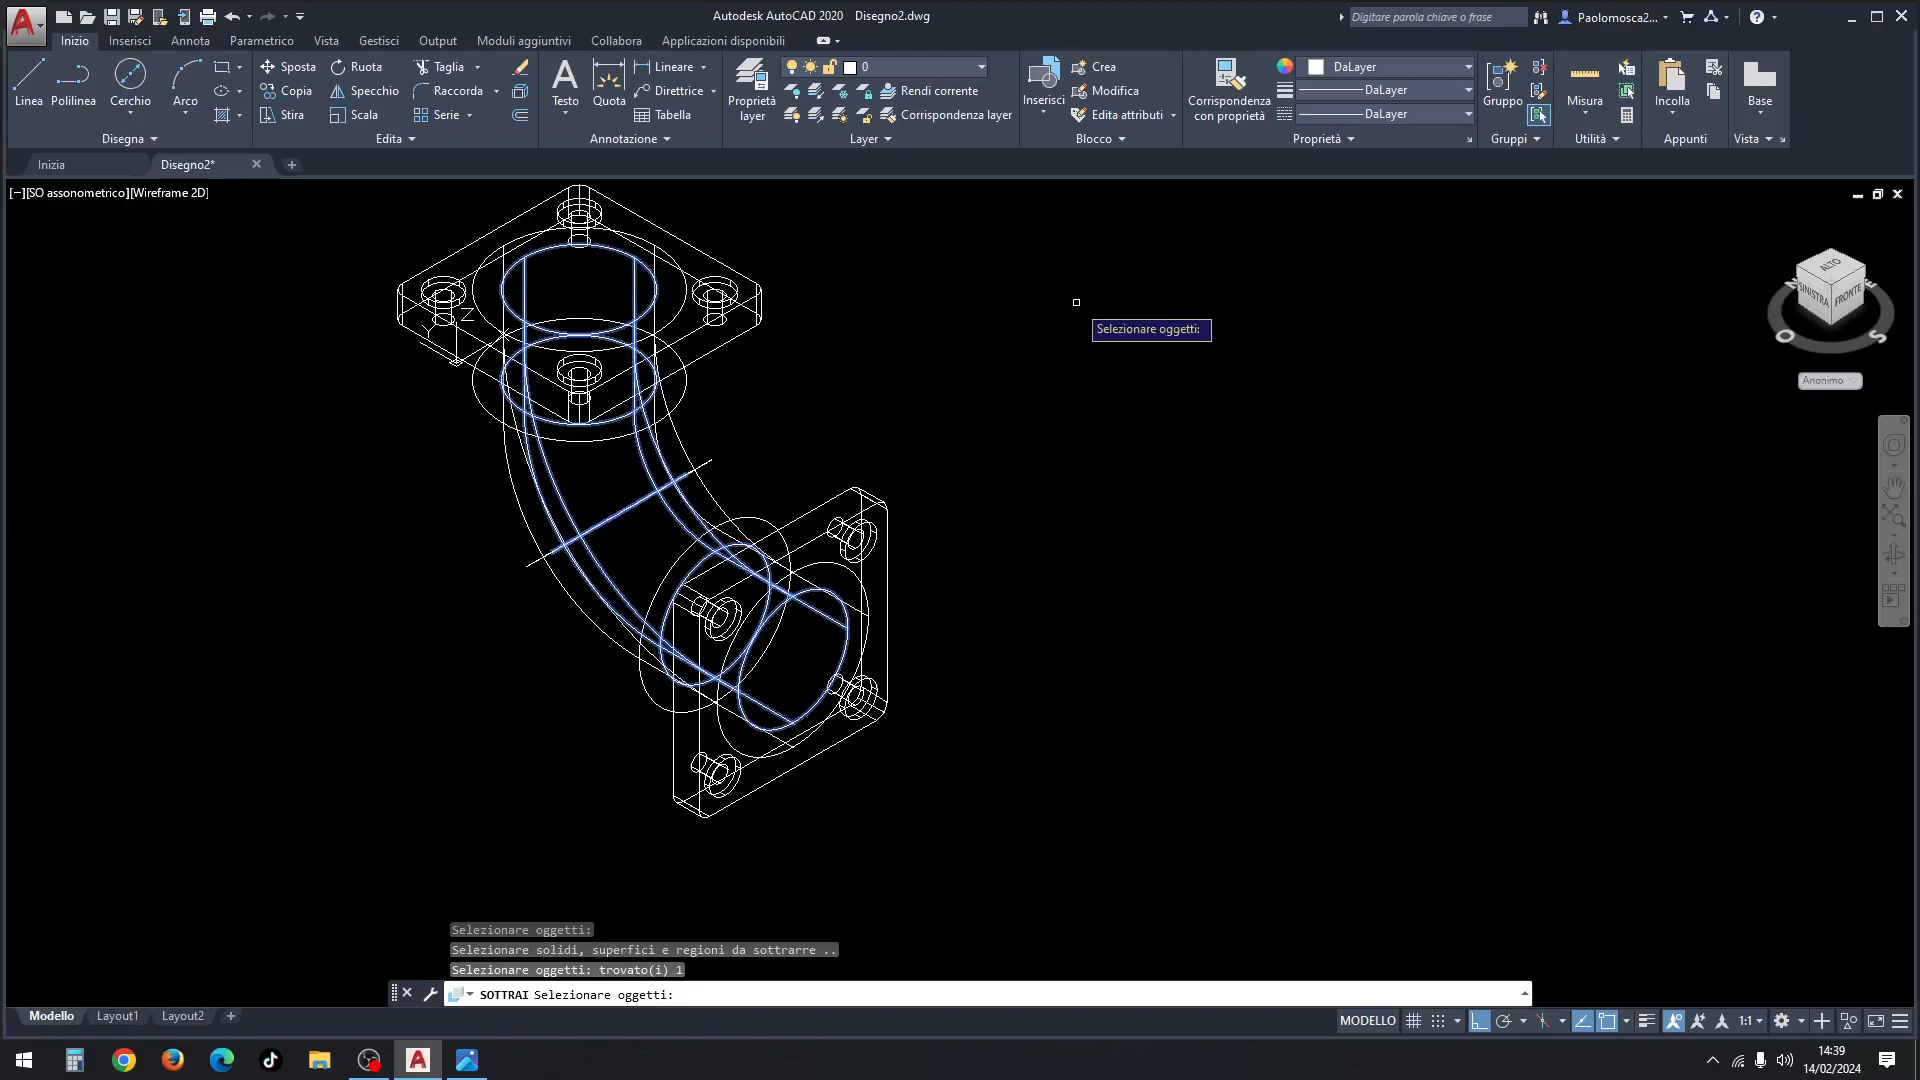 Autodesk AutoCAD 2020 Disegno2.dwg
Digitare parola chiave o frase
Paolomosca2...
Inizio Inserisci Annota Parametrico Vista Gestisci Output Moduli aggiuntivi Collabora Applicazioni disponibili
Linea Polilinea Cerchio Arco
Sposta Ruota Taglia
Copia Specchio Raccorda
Stira Scala Serie
Testo Quota
Lineare
Direttrice
Tabella
Proprietà layer
0
Rendi corrente
Corrispondenza layer
Inserisci
Crea
Modifica
Edita attributi
Corrispondenza con proprietà
DaLayer
DaLayer
DaLayer
Gruppo
Misura
Incolla
Base
Disegna Edita Annotazione Layer Blocco Proprietà Gruppi Utilità Appunti Vista
Inizia Disegno2*
[−][SO assonometrico][Wireframe 2D]
ALTO
SINISTRA FRONTE
N E
O S
Anonimo
Z
Y
Selezionare oggetti:
Selezionare oggetti:
Selezionare solidi, superfici e regioni da sottrarre ..
Selezionare oggetti: trovato(i) 1
SOTTRAI Selezionare oggetti:
Modello Layout1 Layout2
MODELLO
1:1
14:39
14/02/2024